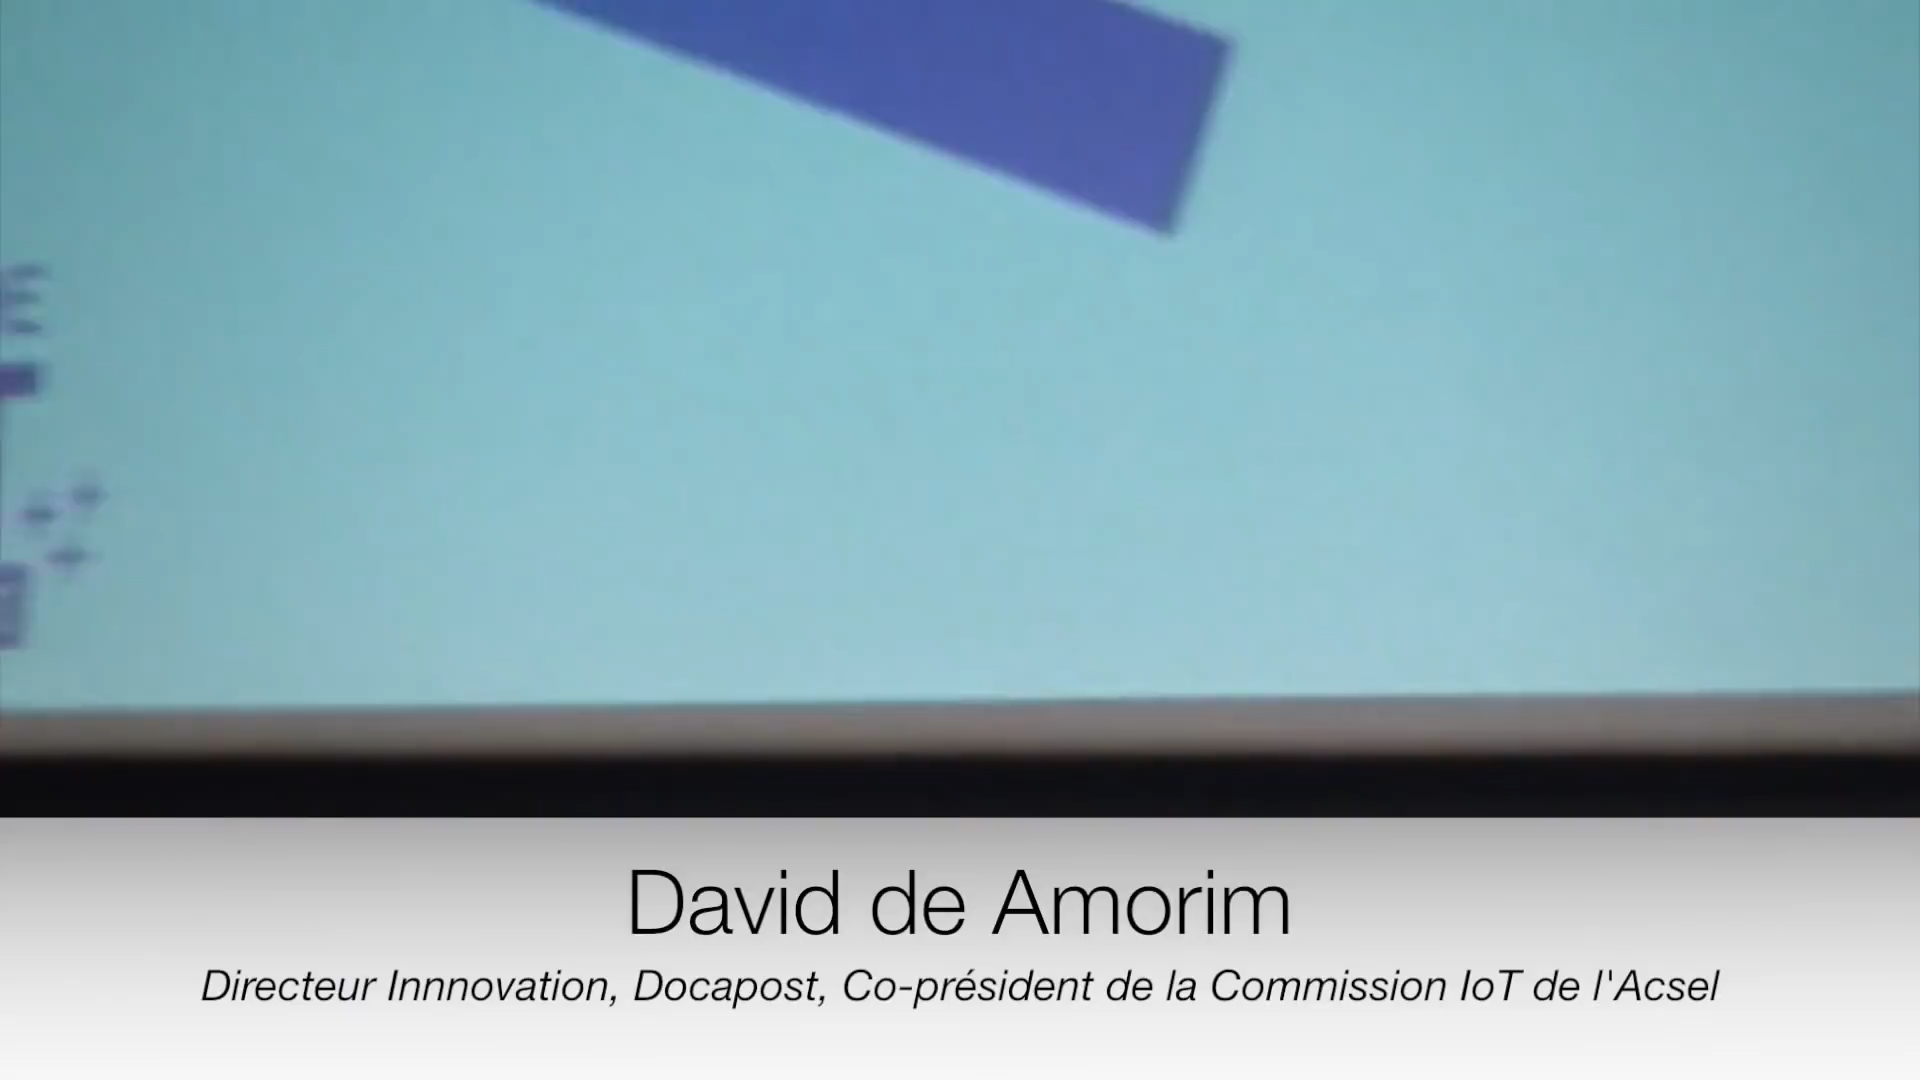 David de Amorim
Directeur Innnovation, Docapost, Co-président de la Commission IoT de l'Acsel